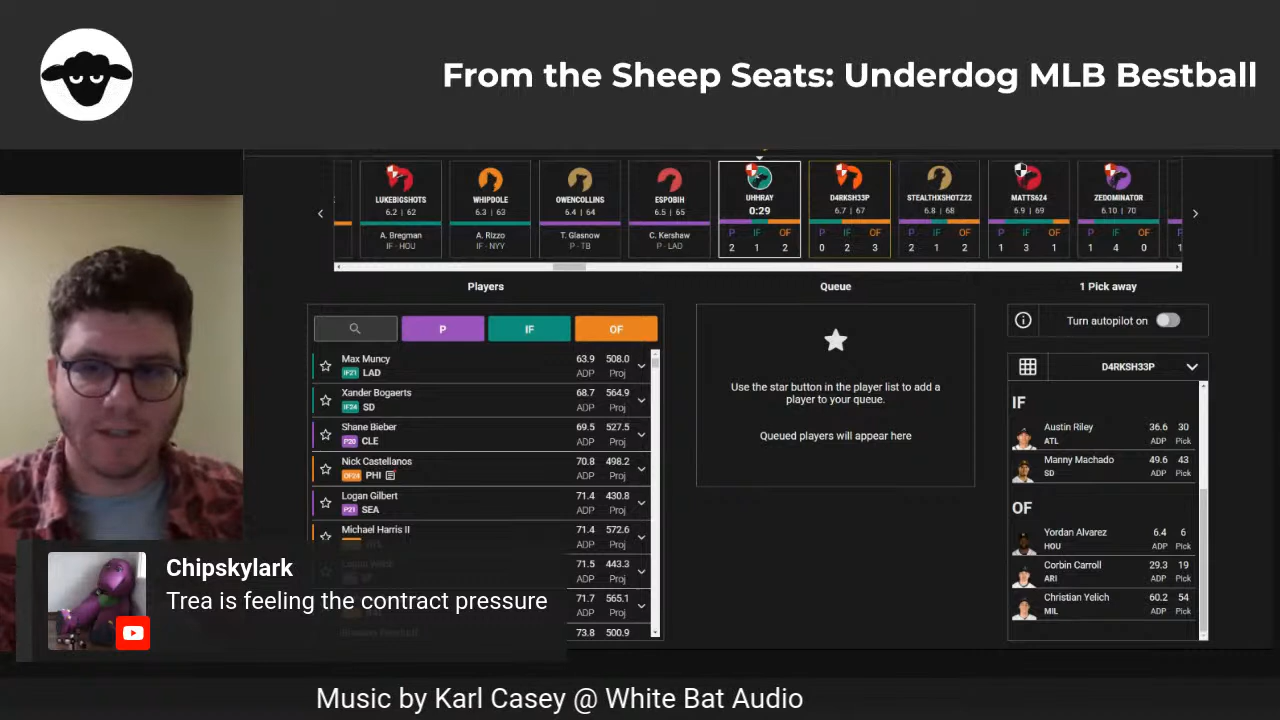 From the Sheep Seats: Underdog MLB Bestball
LUKEBIGSHOTS
6.2 | 62
A. Bregman
IF - HOU
WHIPDOLE
6.3 | 63
A. Rizzo
IF - NYY
OWENCOLLINS
6.4 | 64
T. Glasnow
P - TB
ESPOBIH
6.5 | 65
C. Kershaw
P - LAD
UHHRAY
0:29
P IF OF
2 1 2
D4RKSH33P
6.7 | 67
P IF OF
0 2 3
STEALTHXSHOTZ22
6.8 | 68
P IF OF
2 1 2
MATTS624
6.9 | 69
P IF OF
1 3 1
ZEDOMINATOR
6.10 | 70
P IF OF
1 4 0
Players
P IF OF
Max Muncy 63.9 508.0
IF21 LAD ADP Proj
Xander Bogaerts 68.7 564.9
IF24 SD ADP Proj
Shane Bieber 69.5 527.5
P20 CLE ADP Proj
Nick Castellanos 70.8 498.2
OF24 PHI ADP Proj
Logan Gilbert 71.4 430.8
P21 SEA ADP Proj
Michael Harris II 71.4 572.6
ADP Proj
71.5 443.3
ADP Proj
71.7 565.1
ADP Proj
73.8 500.9
Queue
Use the star button in the player list to add a
player to your queue.
Queued players will appear here
1 Pick away
Turn autopilot on
D4RKSH33P
IF
Austin Riley 36.6 30
ATL ADP Pick
Manny Machado 49.6 43
SD ADP Pick
OF
Yordan Alvarez 6.4 6
HOU ADP Pick
Corbin Carroll 29.3 19
ARI ADP Pick
Christian Yelich 60.2 54
MIL ADP Pick
Chipskylark
Trea is feeling the contract pressure
Music by Karl Casey @ White Bat Audio